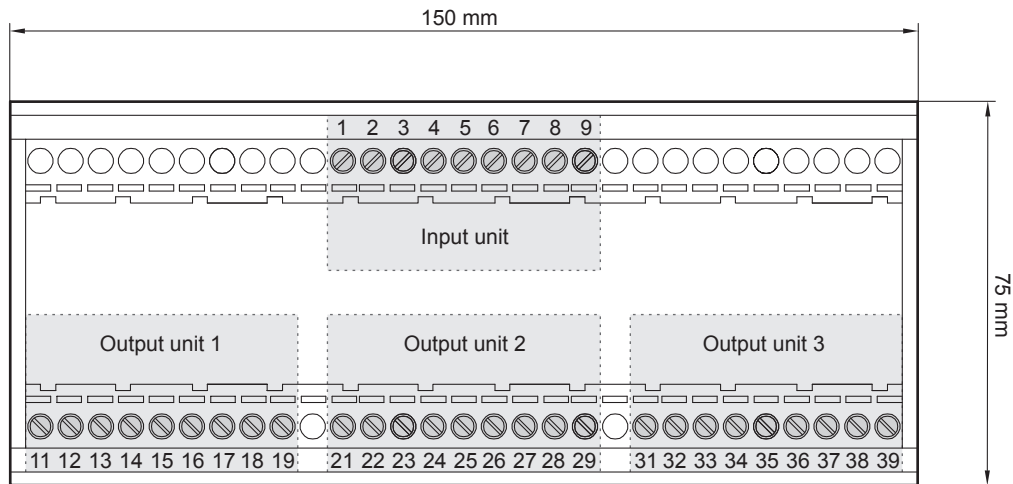 150 mm
1 2 3 4 5 6 7 8 9
Input unit
75 mm
Output unit 1 Output unit 2 Output unit 3
11 12 13 14 15 16 17 18 19 21 22 23 24 25 26 27 28 29 31 32 33 34 35 36 37 38 39